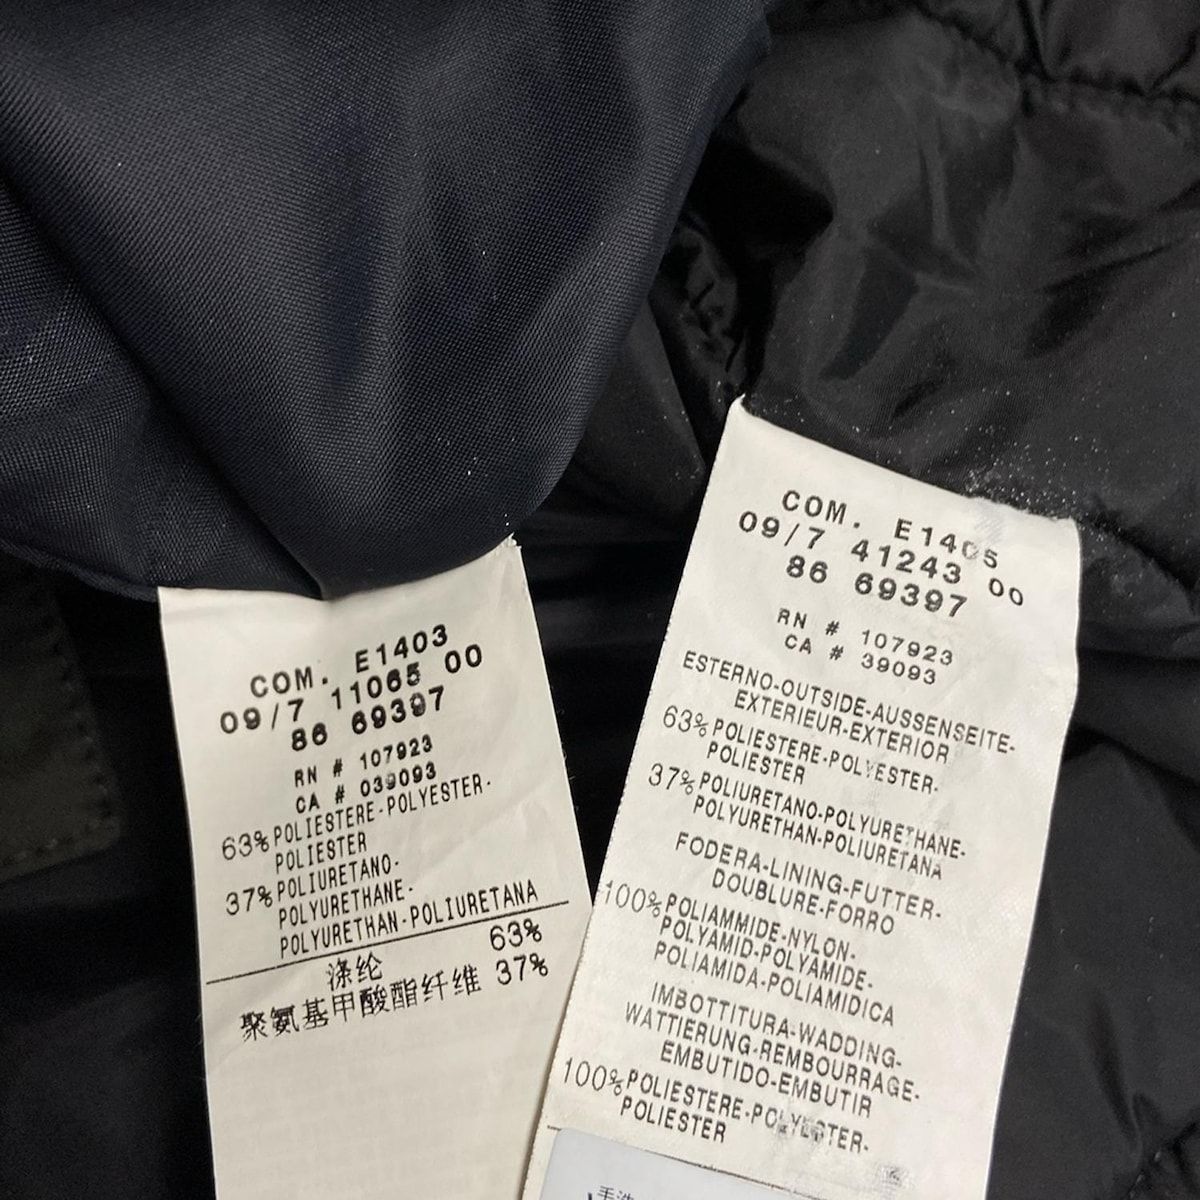 COM. E1403
09/7 11065 00
86 69397
RN # 107923
CA # 039093
63% POLIESTERE-POLYESTER-
POLIESTER
37% POLIURETANO-
POLYURETHANE-
POLYURETHAN-POLIURETANA
涤纶 63%
聚氨基甲酸酯纤维 37%
COM. E1405
09/7 41243 00
86 69397
RN # 107923
CA # 39093
ESTERNO-OUTSIDE-AUSSENSEITE-
EXTERIEUR-EXTERIOR
63% POLIESTERE-POLYESTER-
POLIESTER
37% POLIURETANO-POLYURETHANE-
POLYURETHAN-POLIURETANA
FODERA-LINING-FUTTER-
DOUBLURE-FORRO
100% POLIAMMIDE-NYLON-
POLYAMID-POLYAMIDE-
POLIAMIDA-POLIAMIDICA
IMBOTTITURA-WADDING-
WATTIERUNG-REMBOURRAGE-
EMBUTIDO-EMBUTIR
100% POLIESTERE-POLYESTER-
POLIESTER